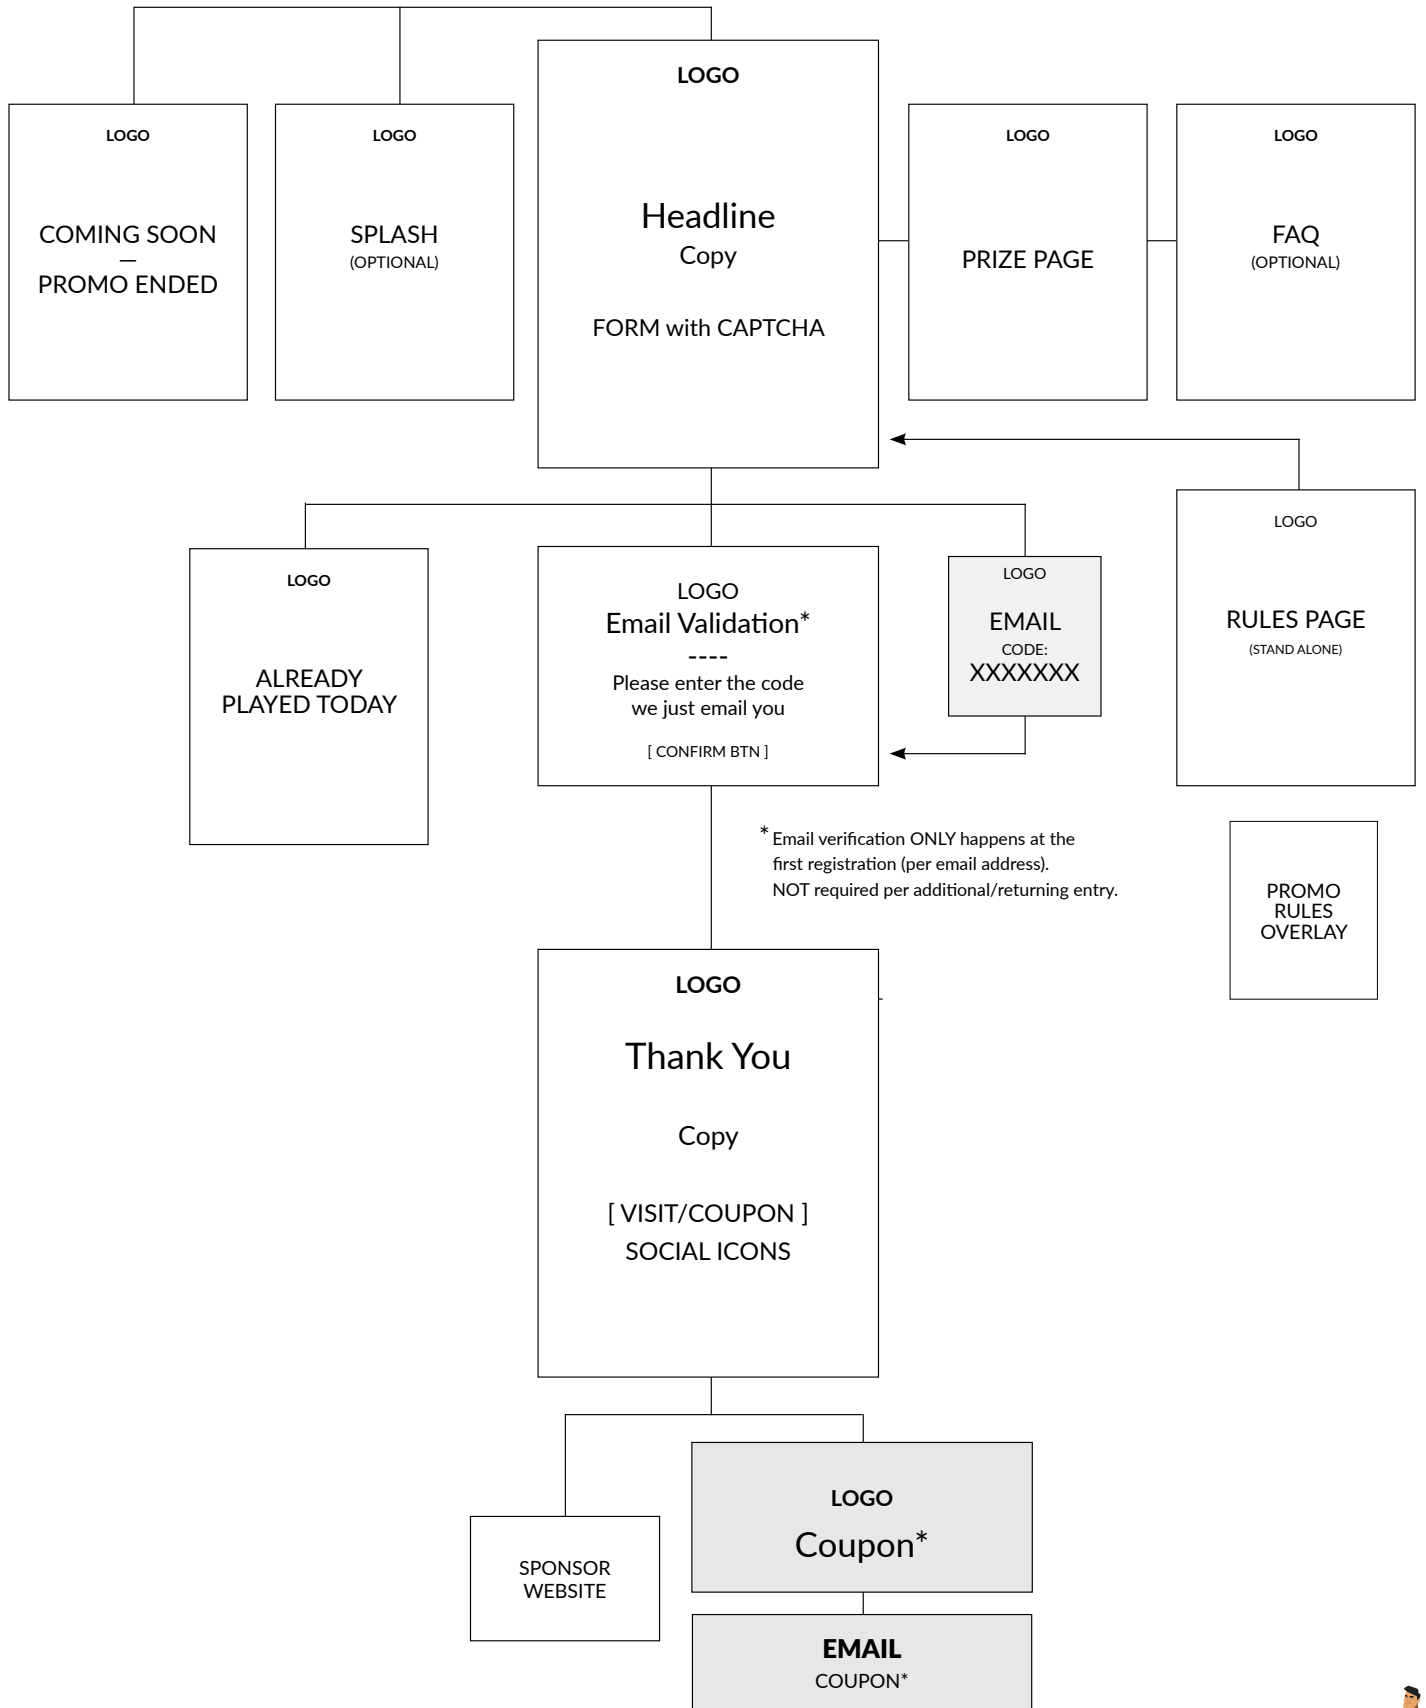 LOGO
COMING SOON
—
PROMO ENDED
LOGO
SPLASH
(OPTIONAL)
LOGO
Headline
Copy
FORM with CAPTCHA
LOGO
PRIZE PAGE
LOGO
FAQ
(OPTIONAL)
LOGO
ALREADY
PLAYED TODAY
LOGO
Email Validation*
----
Please enter the code
we just email you
[ CONFIRM BTN ]
LOGO
EMAIL
CODE:
XXXXXXX
LOGO
RULES PAGE
(STAND ALONE)
* Email verification ONLY happens at the
first registration (per email address).
NOT required per additional/returning entry.
PROMO
RULES
OVERLAY
LOGO
Thank You
Copy
[ VISIT/COUPON ]
SOCIAL ICONS
SPONSOR
WEBSITE
LOGO
Coupon*
EMAIL
COUPON*